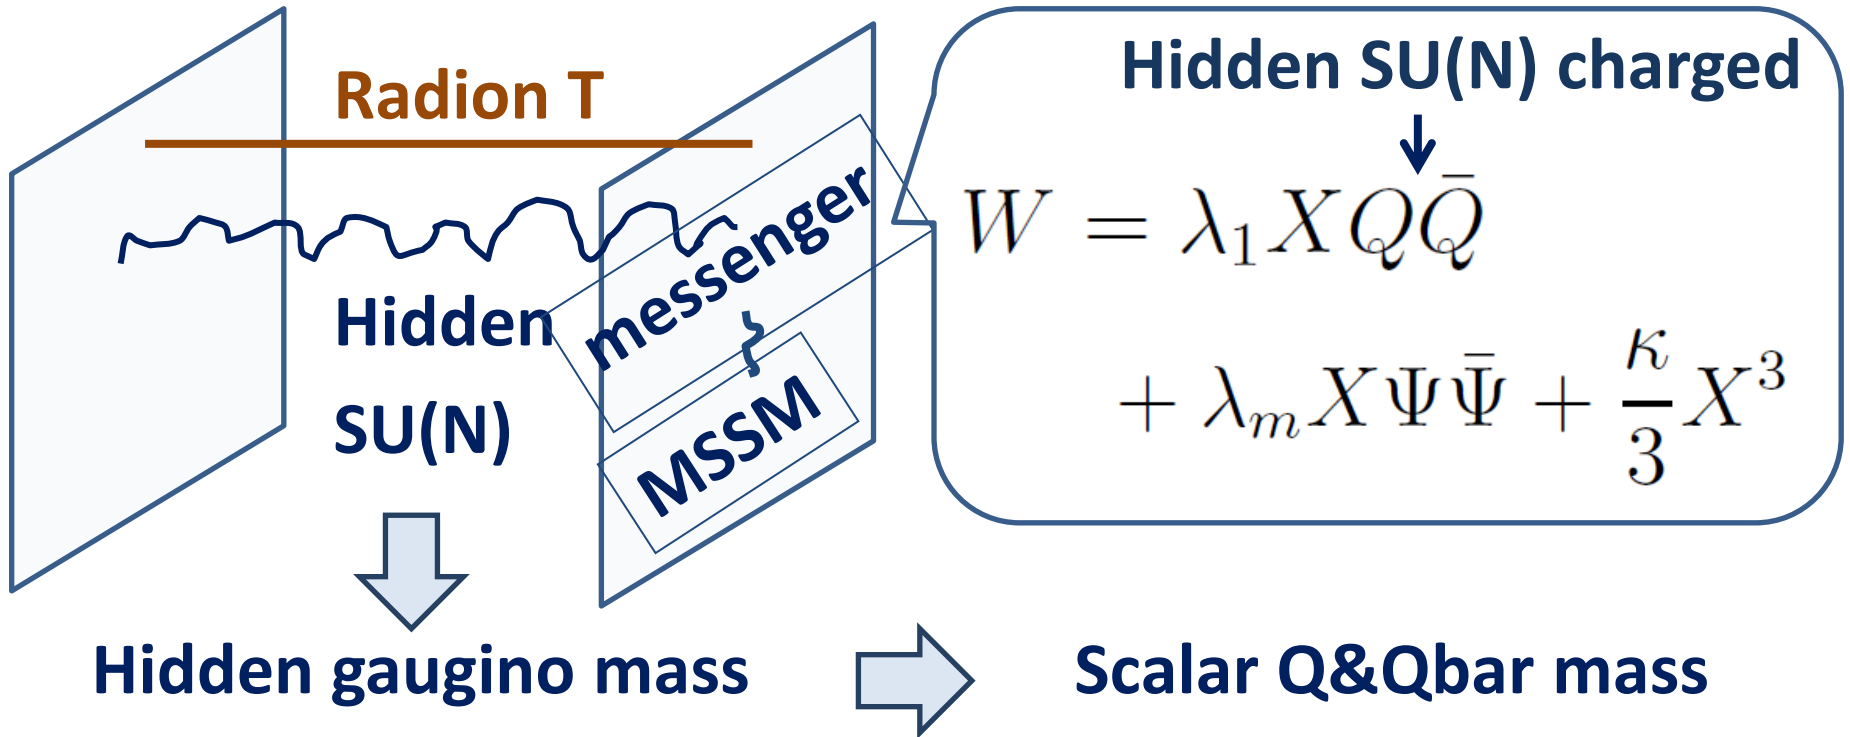 Radion T
Hidden
SU(N)
messenger
MSSM
Hidden SU(N) charged
W = λ₁XQQ̄
+ λₘXΨΨ̄ + κ/3 X³
Hidden gaugino mass
Scalar Q&Qbar mass